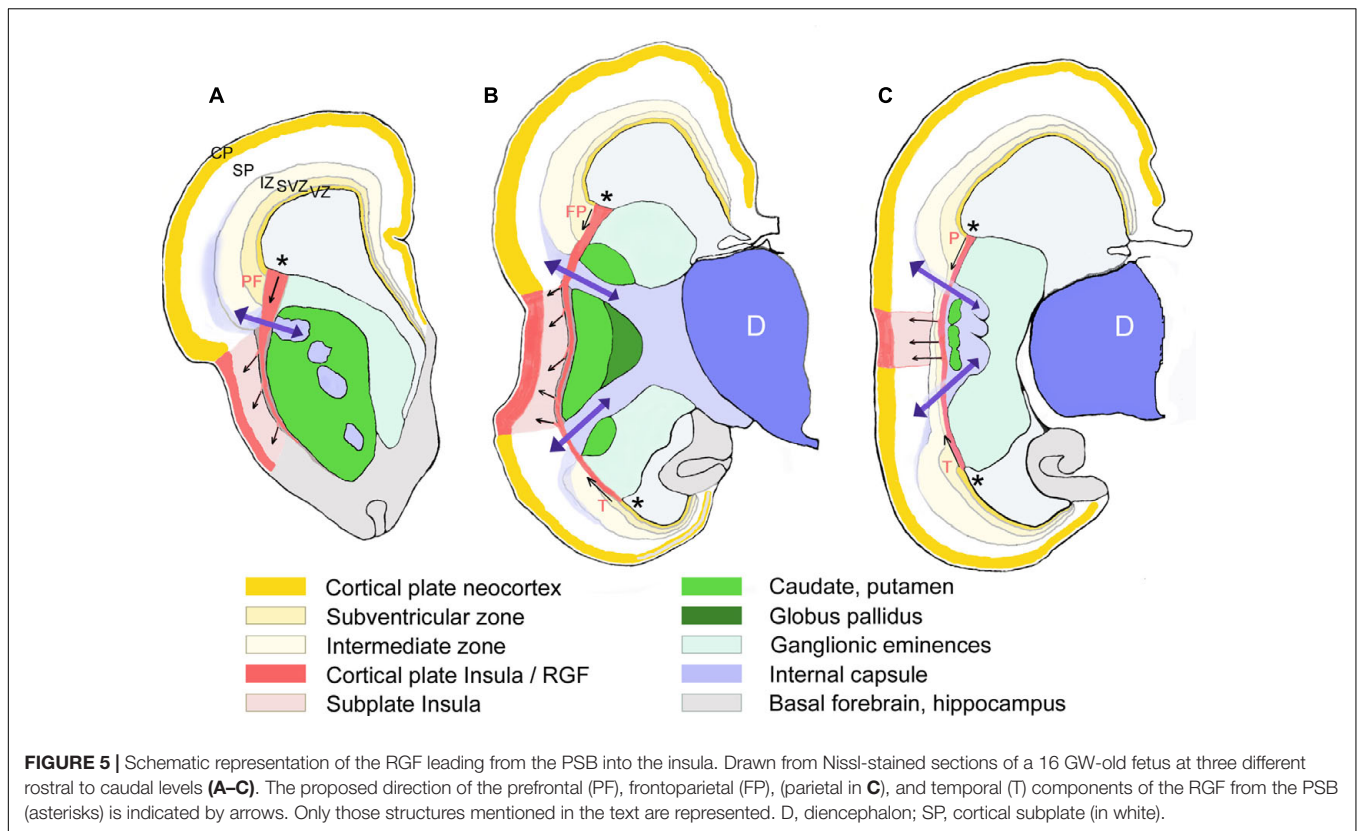 A
B
C
CP
SP
IZ
SVZ
VZ
PF
*
FP
*
D
T
*
P
*
D
T
*
Cortical plate neocortex
Subventricular zone
Intermediate zone
Cortical plate Insula / RGF
Subplate Insula
Caudate, putamen
Globus pallidus
Ganglionic eminences
Internal capsule
Basal forebrain, hippocampus
FIGURE 5 | Schematic representation of the RGF leading from the PSB into the insula. Drawn from Nissl-stained sections of a 16 GW-old fetus at three different
rostral to caudal levels (A–C). The proposed direction of the prefrontal (PF), frontoparietal (FP), (parietal in C), and temporal (T) components of the RGF from the PSB
(asterisks) is indicated by arrows. Only those structures mentioned in the text are represented. D, diencephalon; SP, cortical subplate (in white).